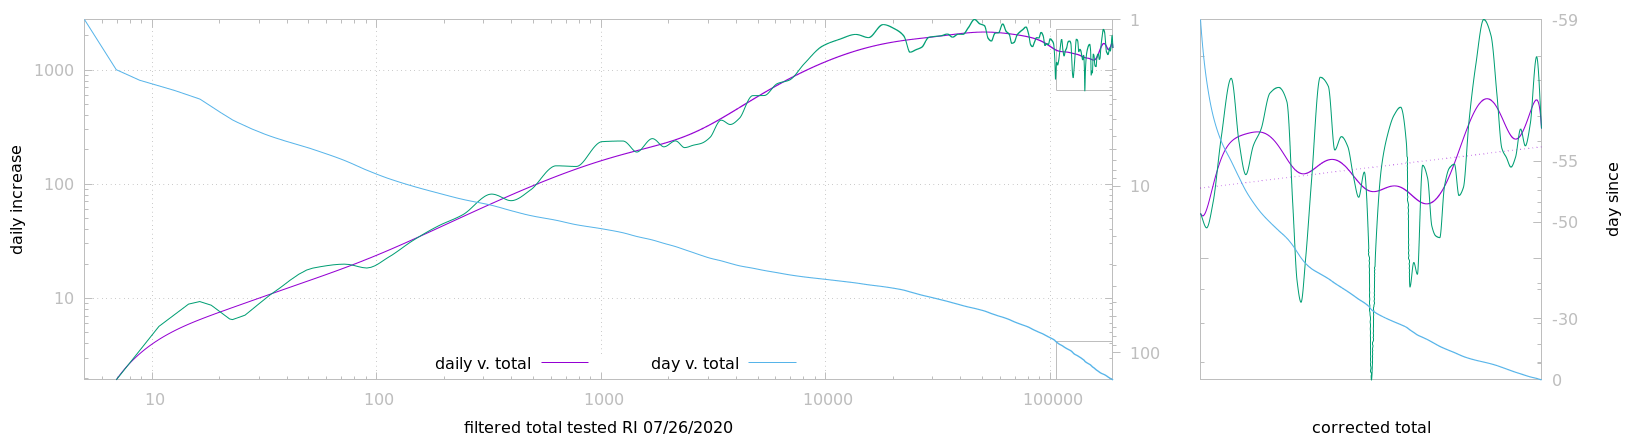 1
-59
1000
daily increase
100
10
-55
-50
day since
10
-30
daily v. total
day v. total
100
0
10
100
1000
10000
100000
filtered total tested RI 07/26/2020
corrected total